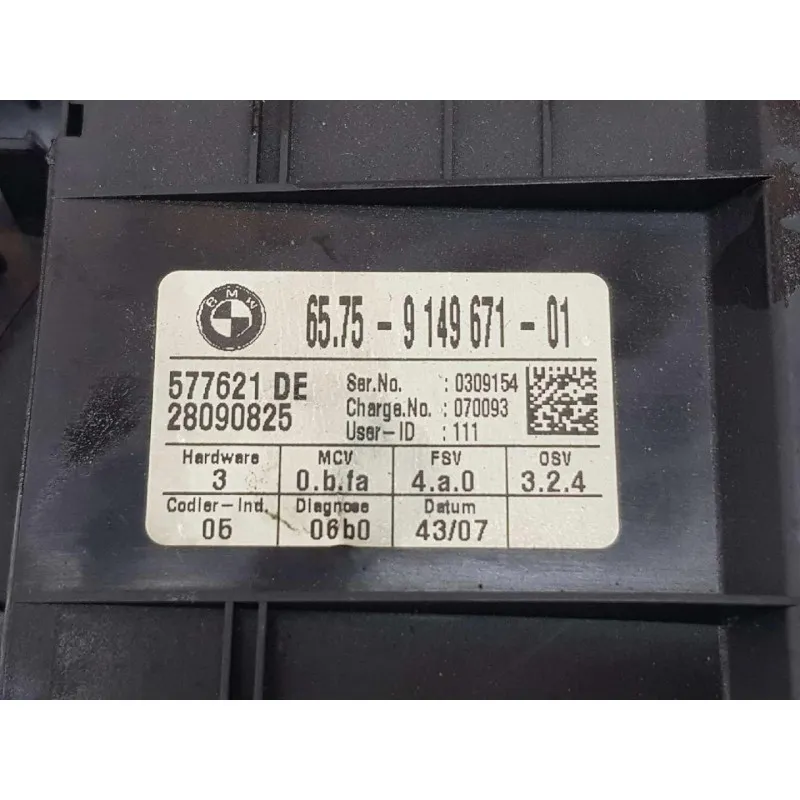 BMW
65.75 - 9 149 671 - 01
577621 DE
28090825
Ser.No. : 0309154
Charge.No. : 070093
User-ID : 111
Hardware MCV FSV OSV
3 0.b.fa 4.a.0 3.2.4
Codier-Ind. Diagnose Datum
05 06b0 43/07